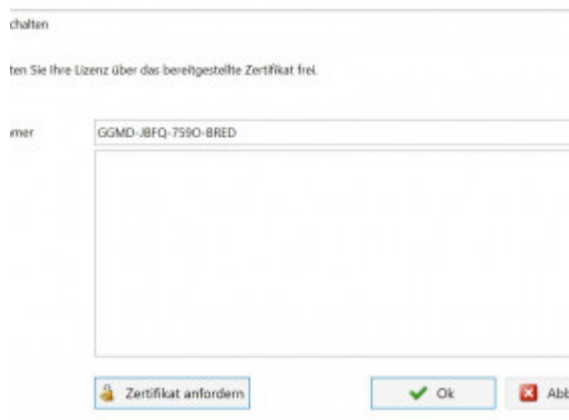 chalten
ten Sie Ihre Lizenz über das bereitgestellte Zertifikat frei.
mer GGMD-JBFQ-759O-BRED
Zertifikat anfordern Ok Abb